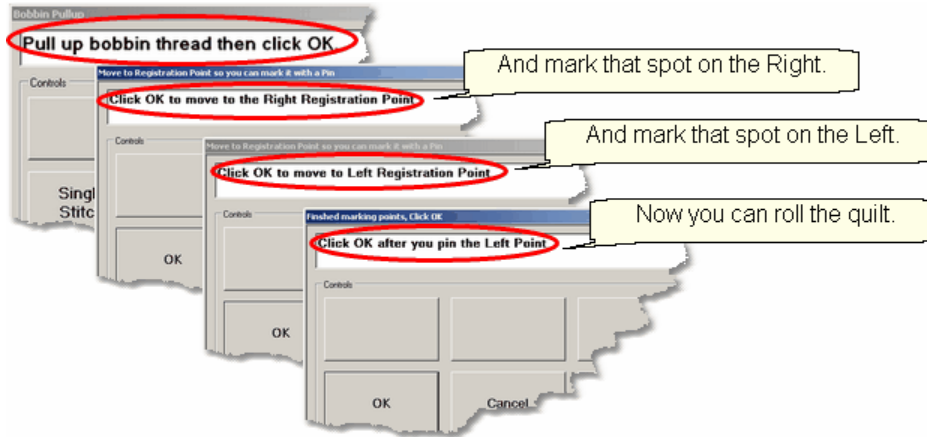 Bobbin Pullup
Pull up bobbin thread then click OK.
Controls
Singl
Stitc
Move to Registration Point so you can mark it with a Pin
Click OK to move to the Right Registration Point
Controls
OK
And mark that spot on the Right.
Move to Registration Point so you can mark it with a Pin
Click OK to move to Left Registration Point
Controls
OK
And mark that spot on the Left.
Finshed marking points, Click OK
Click OK after you pin the Left Point
Controls
OK
Cancel
Now you can roll the quilt.